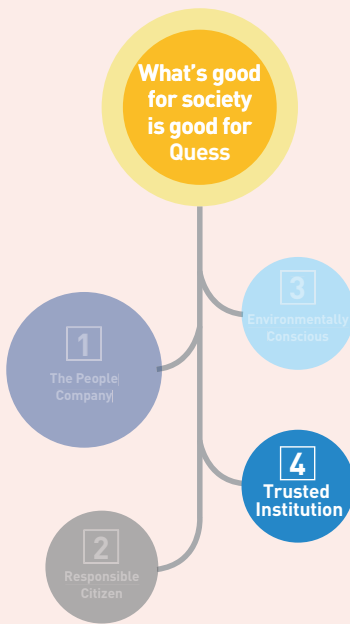 What's good
for society
is good for
Quess
1
The People
Company
2
Responsible
Citizen
3
Environmentally
Conscious
4
Trusted
Institution